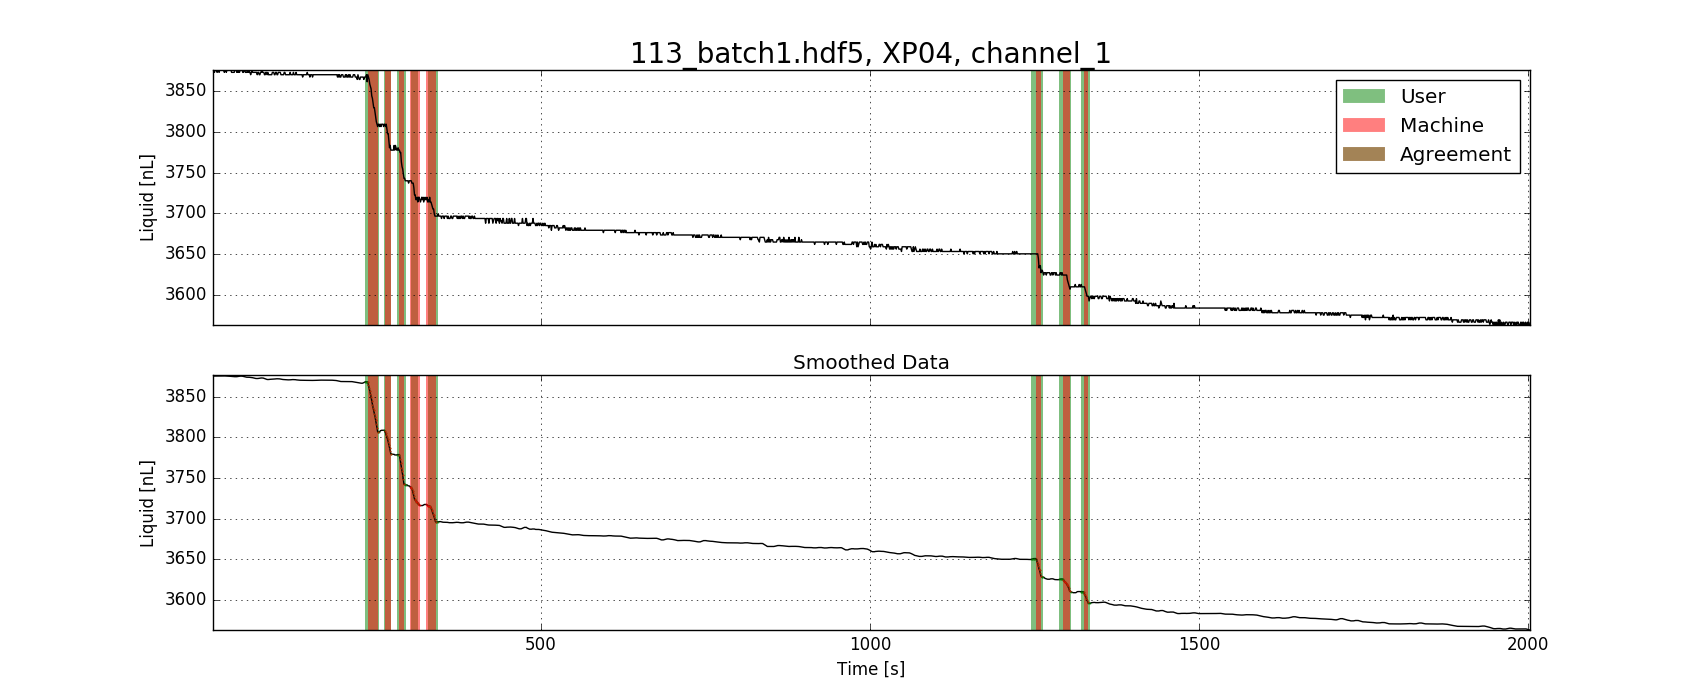 113_batch1.hdf5, XP04, channel_1
3850
3800
3750
3700
3650
3600
Liquid [nL]
User
Machine
Agreement
Smoothed Data
3850
3800
3750
3700
3650
3600
Liquid [nL]
500
1000
1500
2000
Time [s]